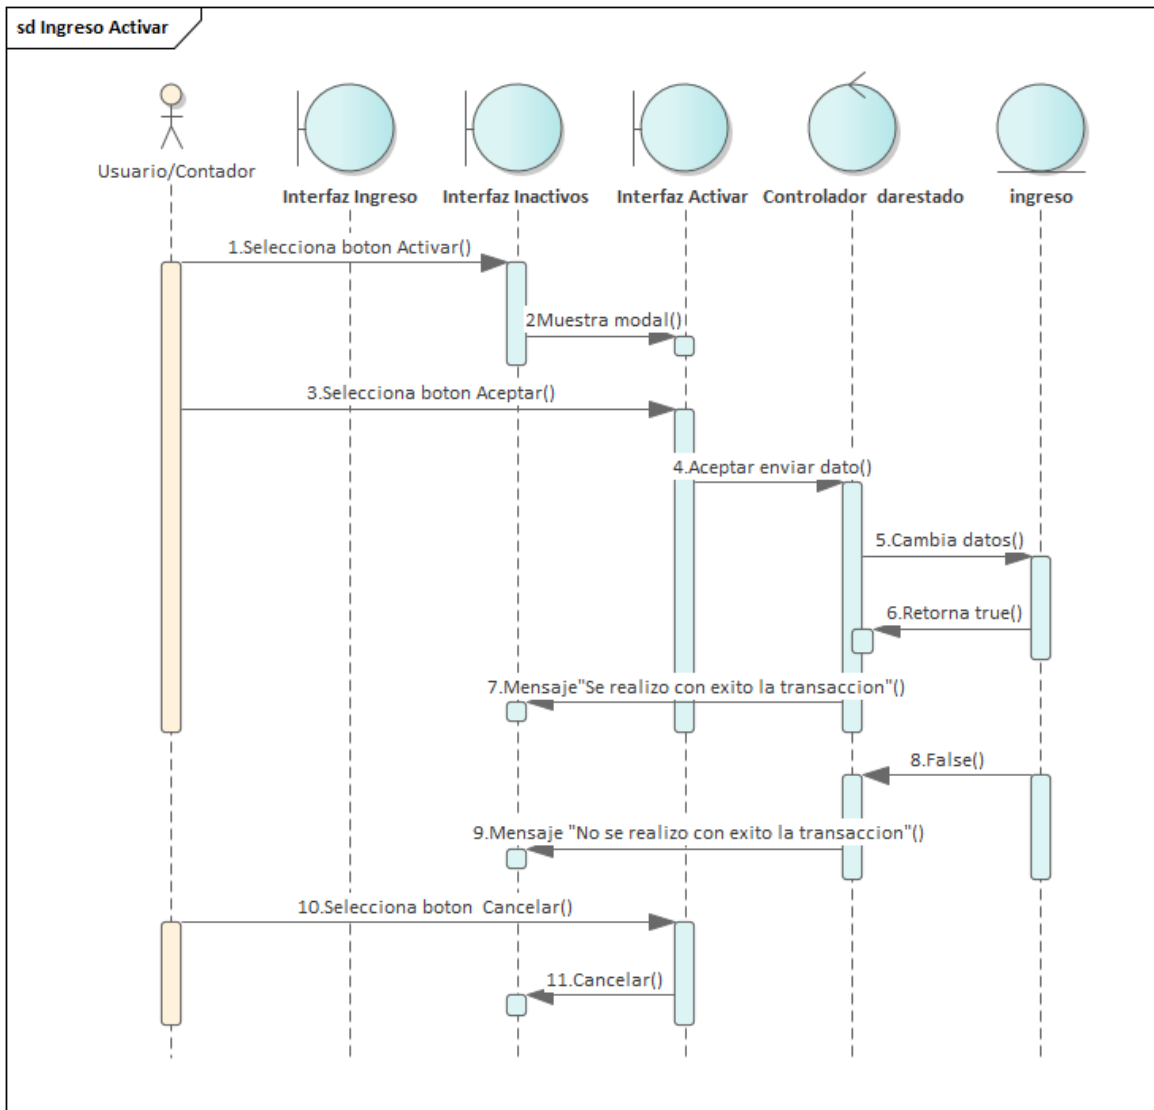 sd Ingreso Activar
Usuario/Contador
Interfaz Ingreso
Interfaz Inactivos
Interfaz Activar
Controlador  darestado
ingreso
1.Selecciona boton Activar()
2Muestra modal()
3.Selecciona boton Aceptar()
4.Aceptar enviar dato()
5.Cambia datos()
6.Retorna true()
7.Mensaje"Se realizo con exito la transaccion"()
8.False()
9.Mensaje "No se realizo con exito la transaccion"()
10.Selecciona boton  Cancelar()
11.Cancelar()